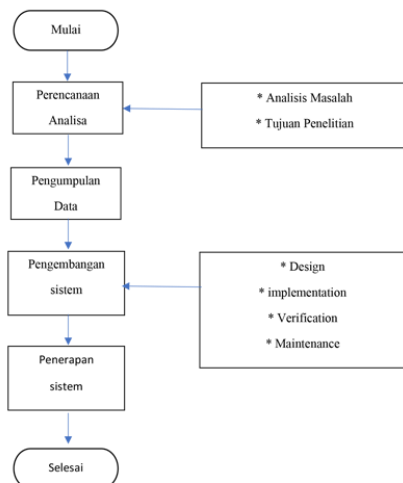 Mulai
Perencanaan
Analisa
* Analisis Masalah
* Tujuan Penelitian
Pengumpulan
Data
Pengembangan
sistem
* Design
* implementation
* Verification
* Maintenance
Penerapan
sistem
Selesai